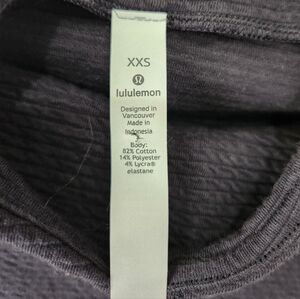 XXS
lululemon
Designed in
Vancouver
Made in
Indonesia
Body:
82% Cotton
14% Polyester
4% Lycra®
elastane